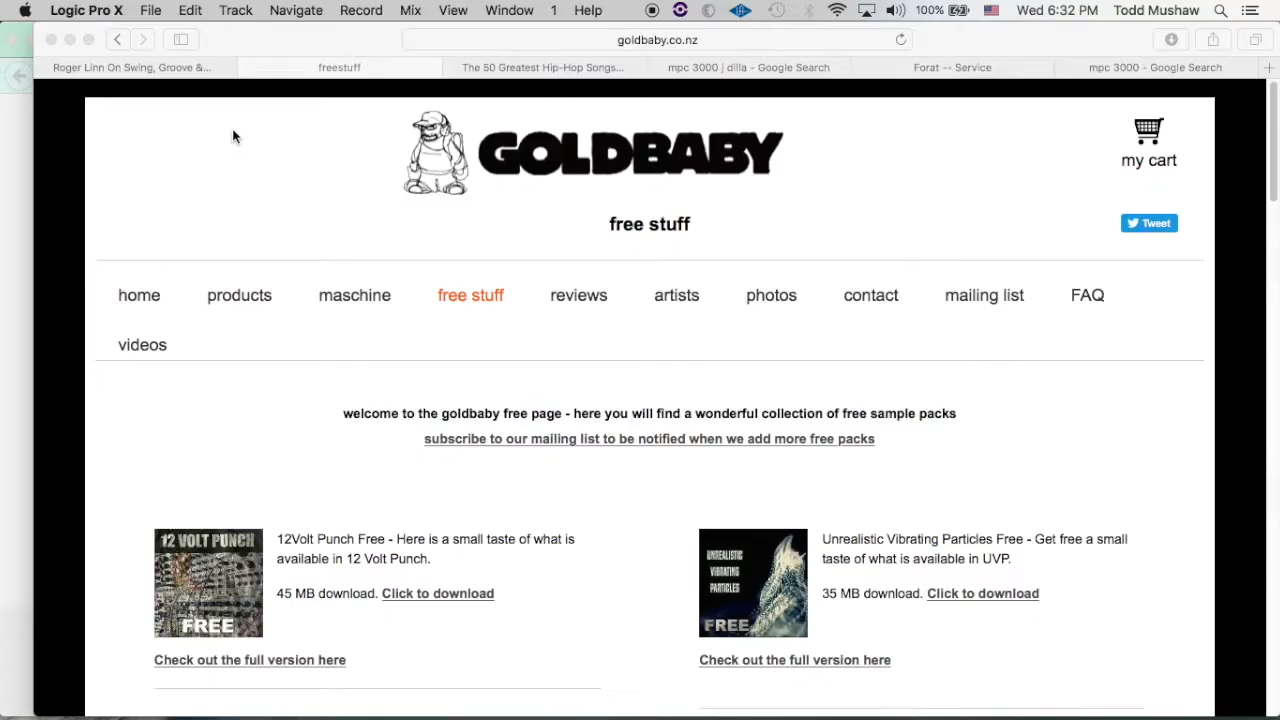 Logic Pro X File Edit Track Navigate Record Mix View Window 1 Help 100% Wed 6:32 PM Todd Mushaw
goldbaby.co.nz
Roger Linn On Swing, Groove &... freestuff The 50 Greatest Hip-Hop Songs... mpc 3000 j dilla - Google Search Forat -- Service mpc 3000 - Google Search
GOLDBABY
my cart
free stuff
Tweet
home products maschine free stuff reviews artists photos contact mailing list FAQ
videos
welcome to the goldbaby free page - here you will find a wonderful collection of free sample packs
subscribe to our mailing list to be notified when we add more free packs
12 VOLT PUNCH
FREE
12Volt Punch Free - Here is a small taste of what is
available in 12 Volt Punch.
45 MB download. Click to download
Check out the full version here
UNREALISTIC
VIBRATING
PARTICLES
FREE
Unrealistic Vibrating Particles Free - Get free a small
taste of what is available in UVP.
35 MB download. Click to download
Check out the full version here